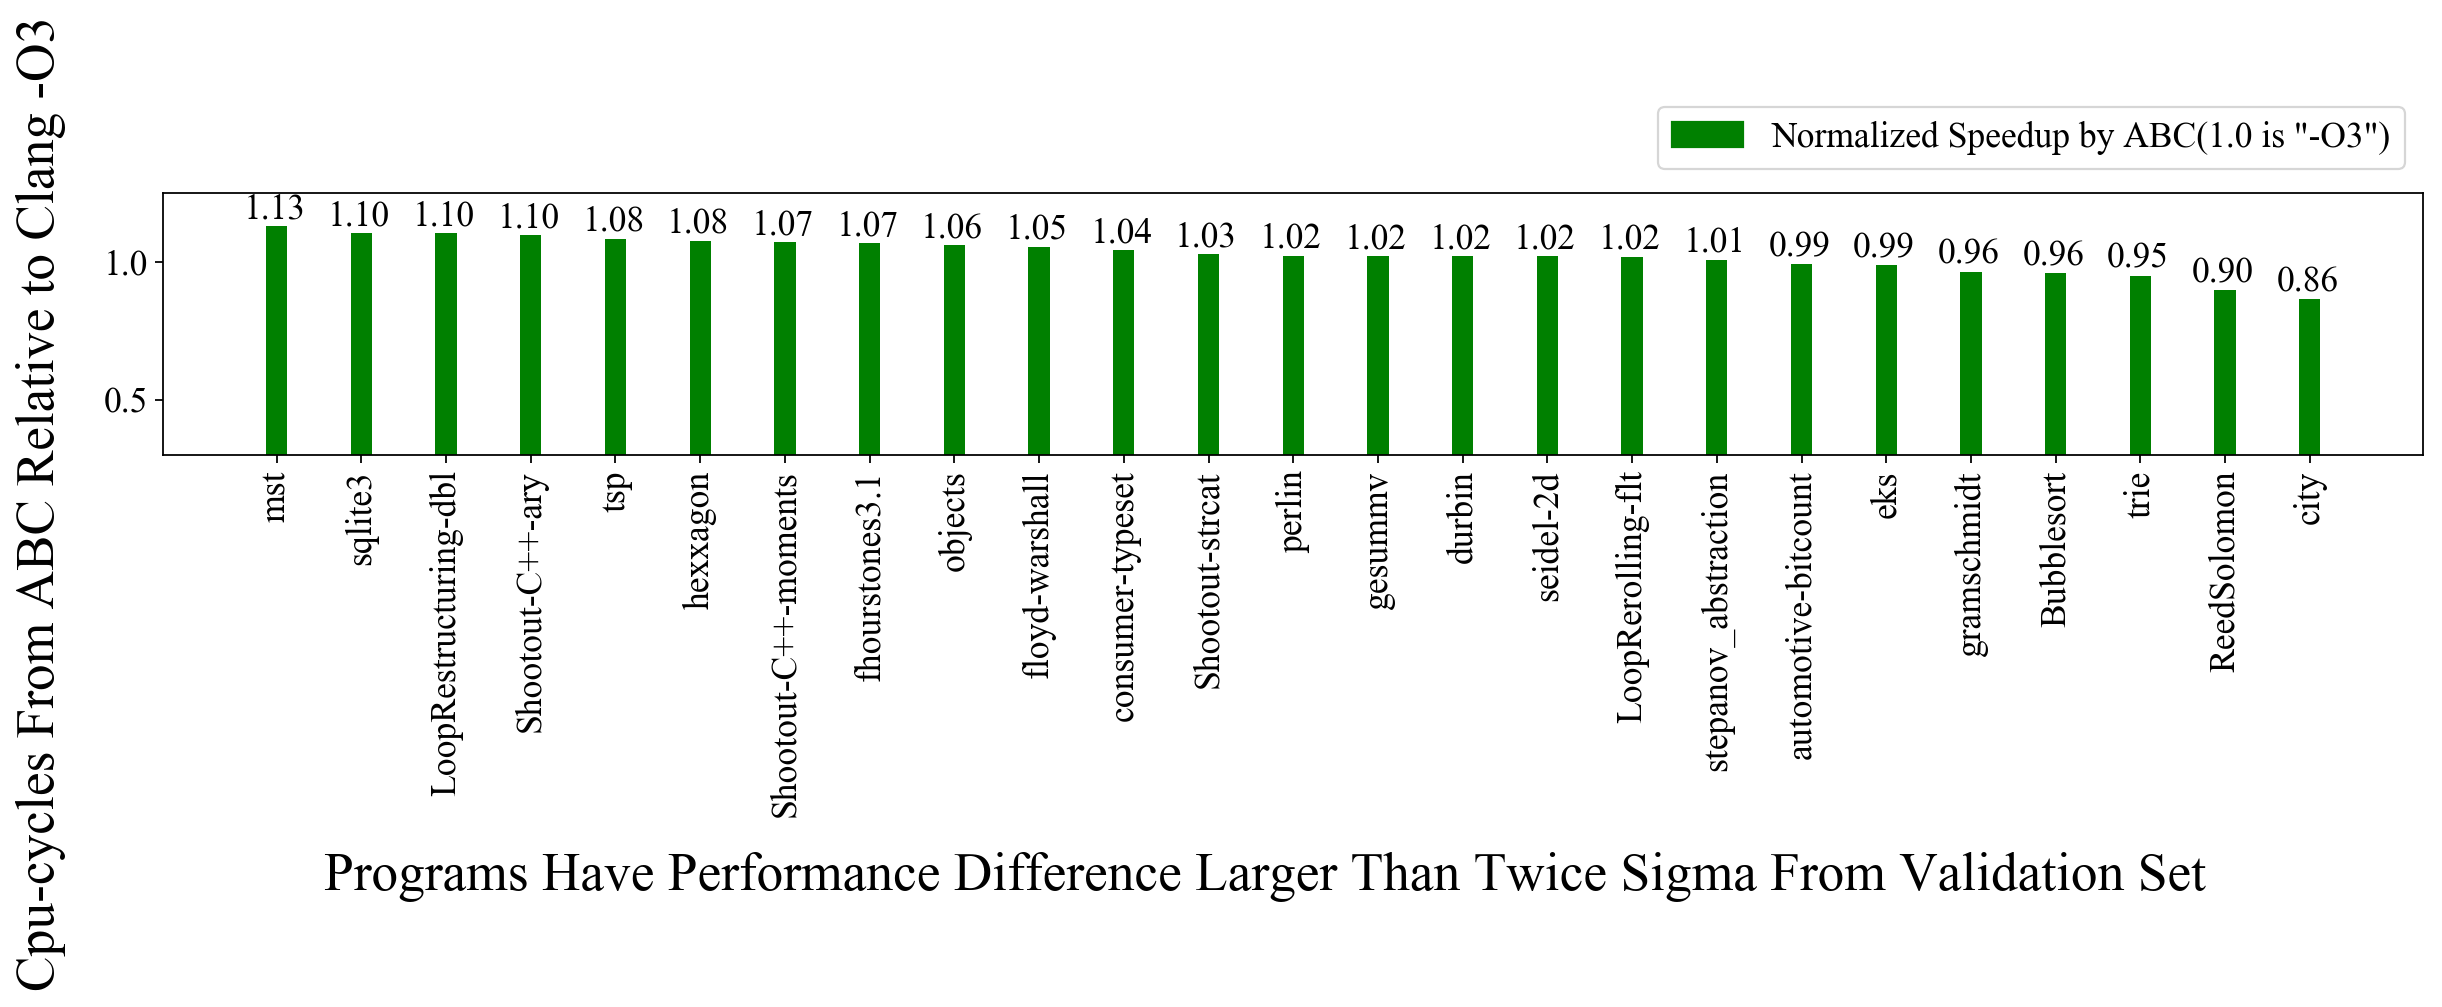 Cpu-cycles From ABC Relative to Clang -O3
Normalized Speedup by ABC(1.0 is "-O3")
1.0
0.5
1.13
1.10
1.10
1.10
1.08
1.08
1.07
1.07
1.06
1.05
1.04
1.03
1.02
1.02
1.02
1.02
1.02
1.01
0.99
0.99
0.96
0.96
0.95
0.90
0.86
mst
sqlite3
LoopRestructuring-dbl
Shootout-C++-ary
tsp
hexxagon
Shootout-C++-moments
fhourstones3.1
objects
floyd-warshall
consumer-typeset
Shootout-strcat
perlin
gesummv
durbin
seidel-2d
LoopRerolling-flt
stepanov_abstraction
automotive-bitcount
eks
gramschmidt
Bubblesort
trie
ReedSolomon
city
Programs Have Performance Difference Larger Than Twice Sigma From Validation Set